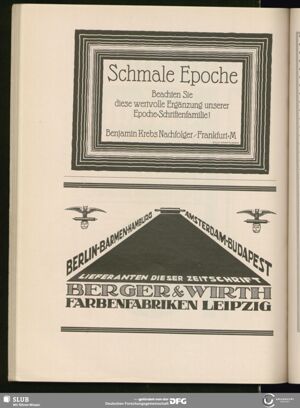 Schmale Epoche
Beachten Sie
diese wertvolle Ergänzung unserer
Epoche-Schriftenfamilie!
Benjamin Krebs Nachfolger/Frankfurt-M
BERLIN-BARMEN-HAMBURG
AMSTERDAM-BUDAPEST
LIEFERANTEN DIESER ZEITSCHRIFT
BERGER & WIRTH
FARBENFABRIKEN LEIPZIG
SLUB
Wir führen Wissen.
gefördert von der
Deutschen Forschungsgemeinschaft
DFG